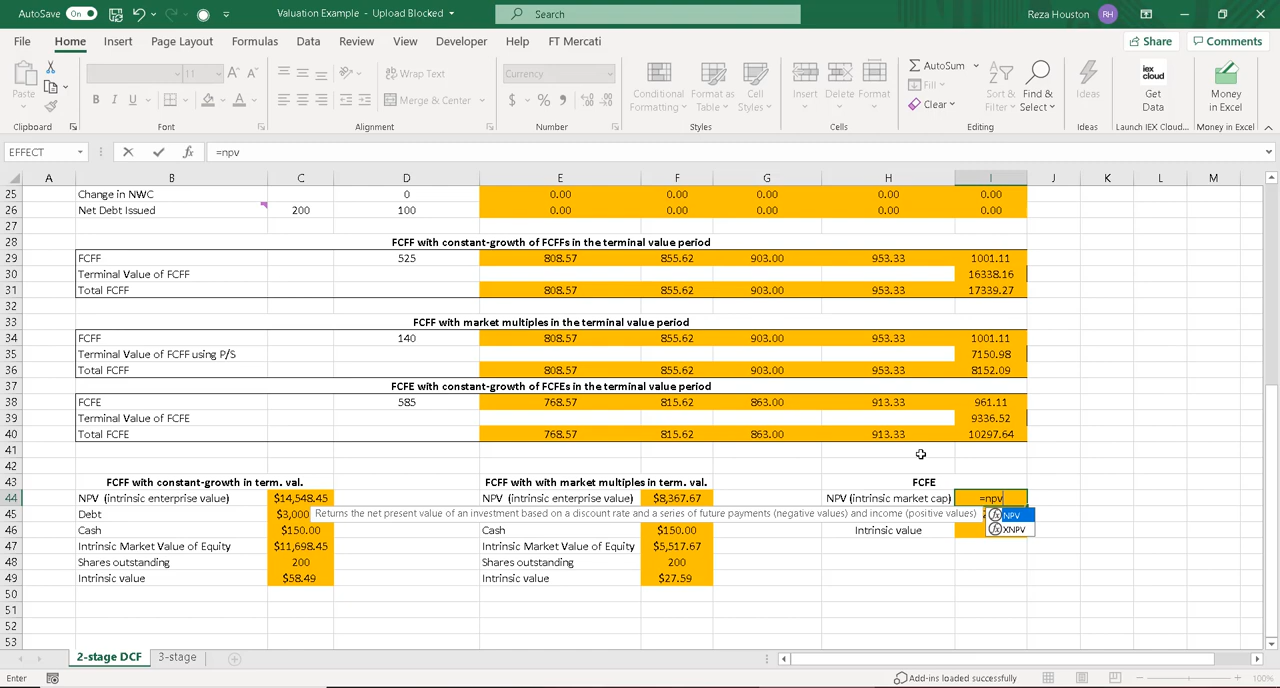 AutoSave On Valuation Example - Upload Blocked Search Reza Houston RH
File Home Insert Page Layout Formulas Data Review View Developer Help FT Mercati Share Comments
Paste 11 Wrap Text Currency Conditional Formatting Format as Table Cell Styles Insert Delete Format AutoSum Fill Clear Sort & Filter Find & Select Ideas Get Data Money in Excel
B I U Merge & Center $ % , iex cloud
Clipboard Font Alignment Number Styles Cells Editing Ideas Launch IEX Cloud... Money in Excel
EFFECT fx =npv
A B C D E F G H I J K L M
25 Change in NWC 0 0.00 0.00 0.00 0.00 0.00
26 Net Debt Issued 200 100 0.00 0.00 0.00 0.00 0.00
27
28 FCFF with constant-growth of FCFFs in the terminal value period
29 FCFF 525 808.57 855.62 903.00 953.33 1001.11
30 Terminal Value of FCFF 16338.16
31 Total FCFF 808.57 855.62 903.00 953.33 17339.27
32
33 FCFF with market multiples in the terminal value period
34 FCFF 140 808.57 855.62 903.00 953.33 1001.11
35 Terminal Value of FCFF using P/S 7150.98
36 Total FCFF 808.57 855.62 903.00 953.33 8152.09
37 FCFE with constant-growth of FCFEs in the terminal value period
38 FCFE 585 768.57 815.62 863.00 913.33 961.11
39 Terminal Value of FCFE 9336.52
40 Total FCFE 768.57 815.62 863.00 913.33 10297.64
41
42
43 FCFF with constant-growth in term. val. FCFF with with market multiples in term. val. FCFE
44 NPV (intrinsic enterprise value) $14,548.45 NPV (intrinsic enterprise value) $8,367.67 NPV (intrinsic market cap) =npv
45 Debt $3,000 Returns the net present value of an investment based on a discount rate and a series of future payments (negative values) and income (positive values) NPV
46 Cash $150.00 Cash $150.00 Intrinsic value XNPV
47 Intrinsic Market Value of Equity $11,698.45 Intrinsic Market Value of Equity $5,517.67
48 Shares outstanding 200 Shares outstanding 200
49 Intrinsic value $58.49 Intrinsic value $27.59
50
51
52
53
2-stage DCF 3-stage
Enter Add-ins loaded successfully 100%